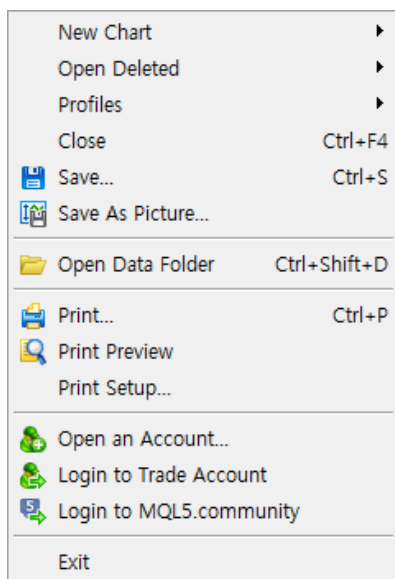 New Chart
Open Deleted
Profiles
Close Ctrl+F4
Save... Ctrl+S
Save As Picture...
Open Data Folder Ctrl+Shift+D
Print... Ctrl+P
Print Preview
Print Setup...
Open an Account...
Login to Trade Account
5 Login to MQL5.community
Exit